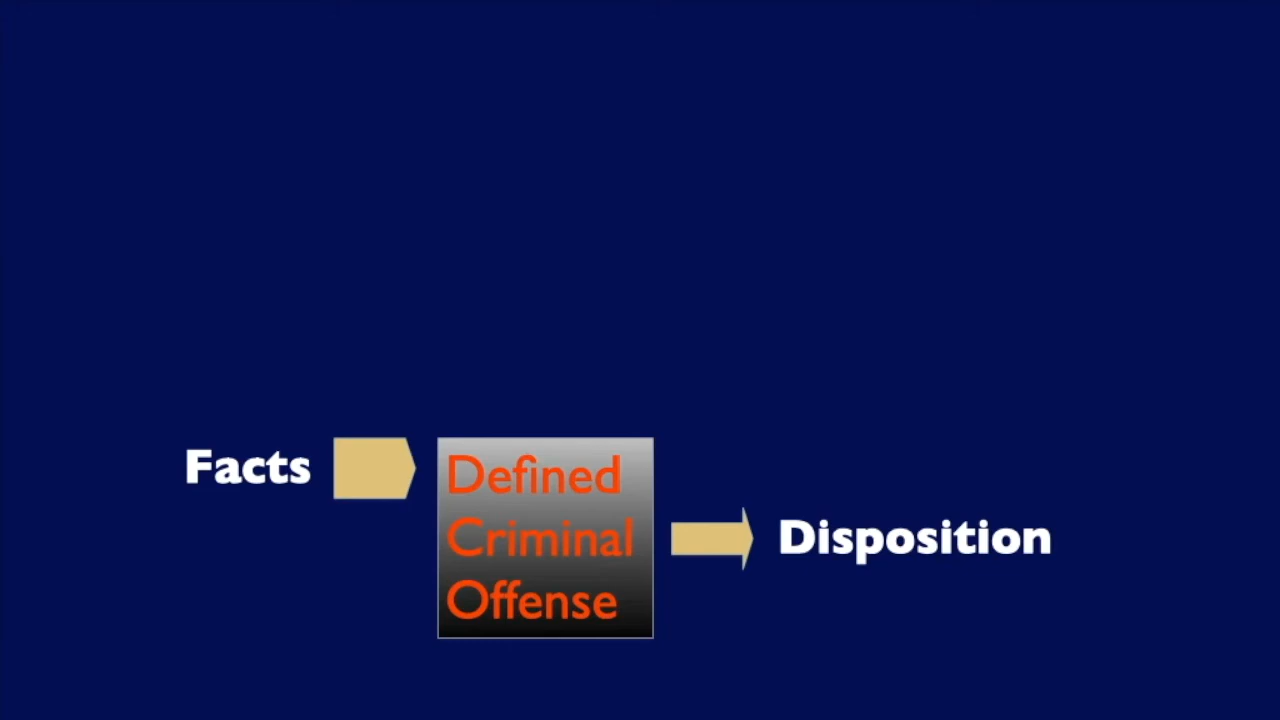 Facts
Defined
Criminal
Offense
Disposition